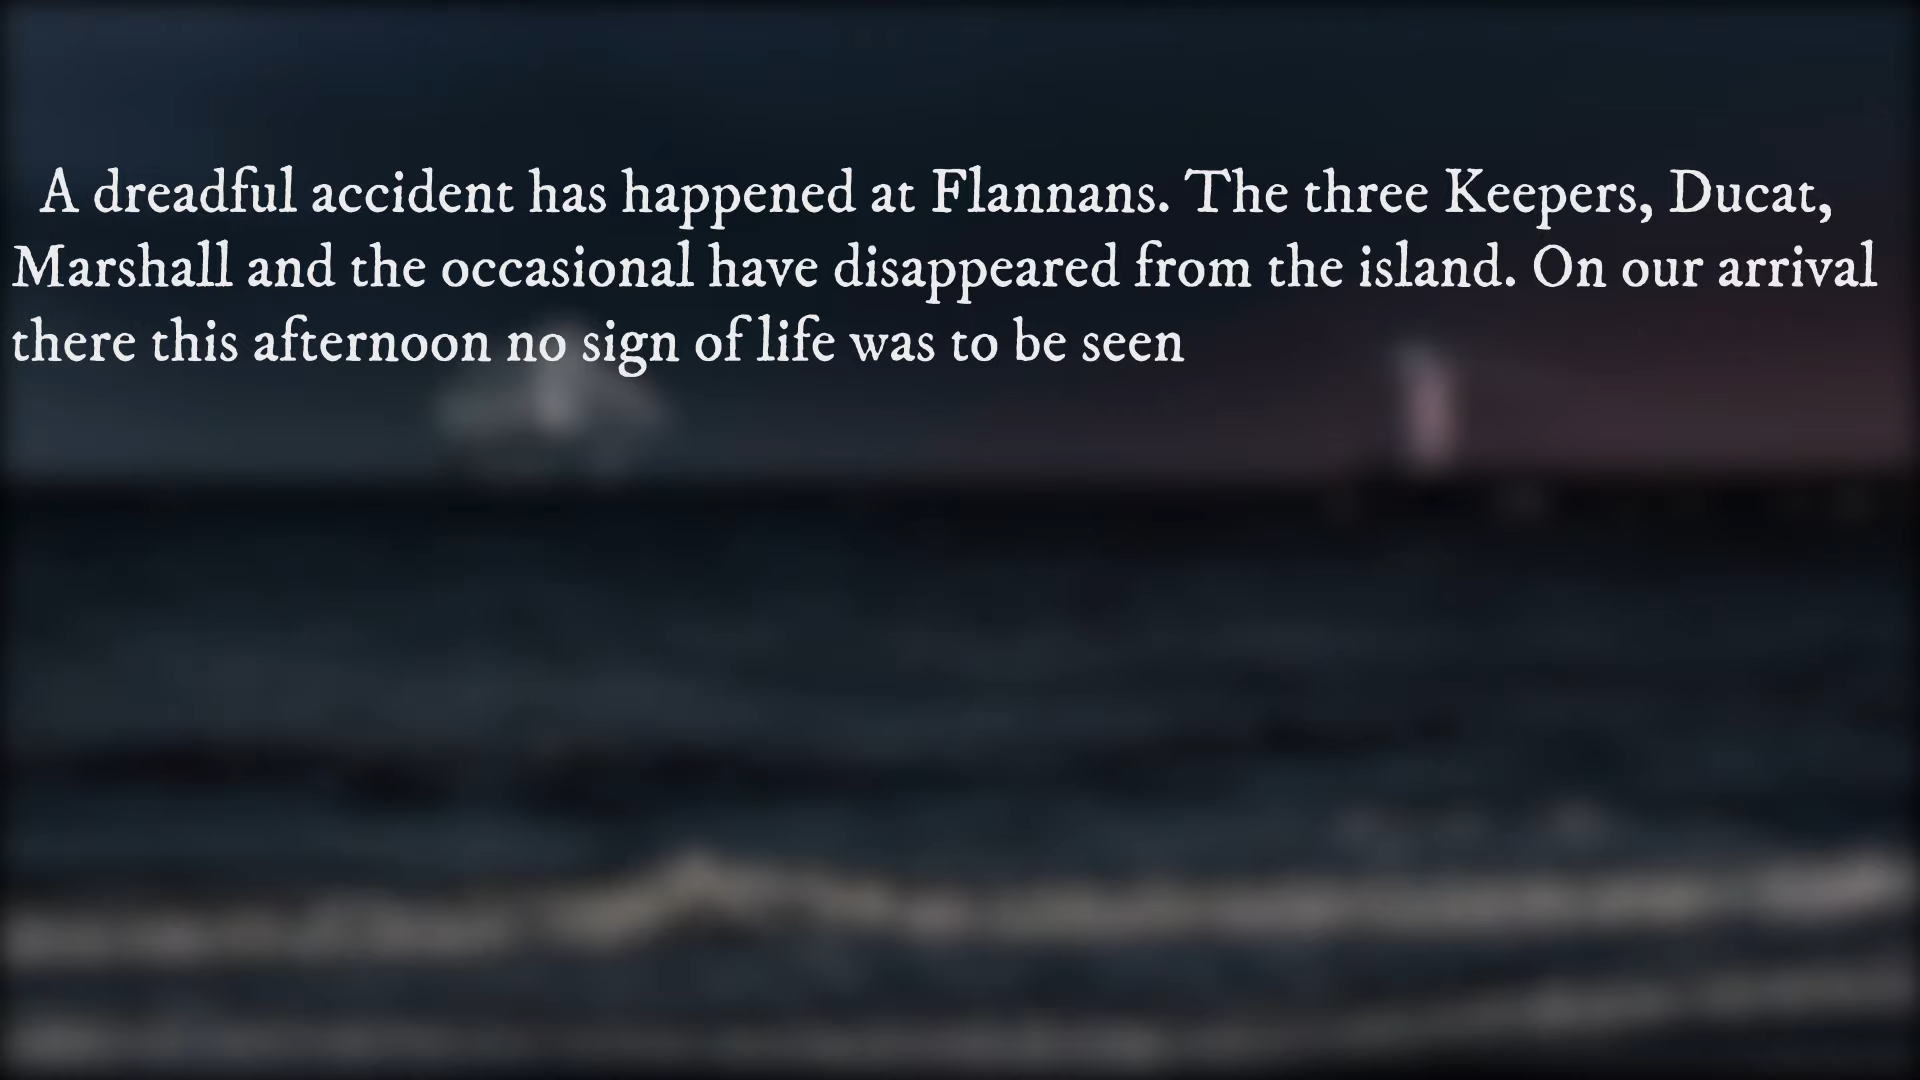 A dreadful accident has happened at Flannans. The three Keepers, Ducat,
Marshall and the occasional have disappeared from the island. On our arrival
there this afternoon no sign of life was to be seen